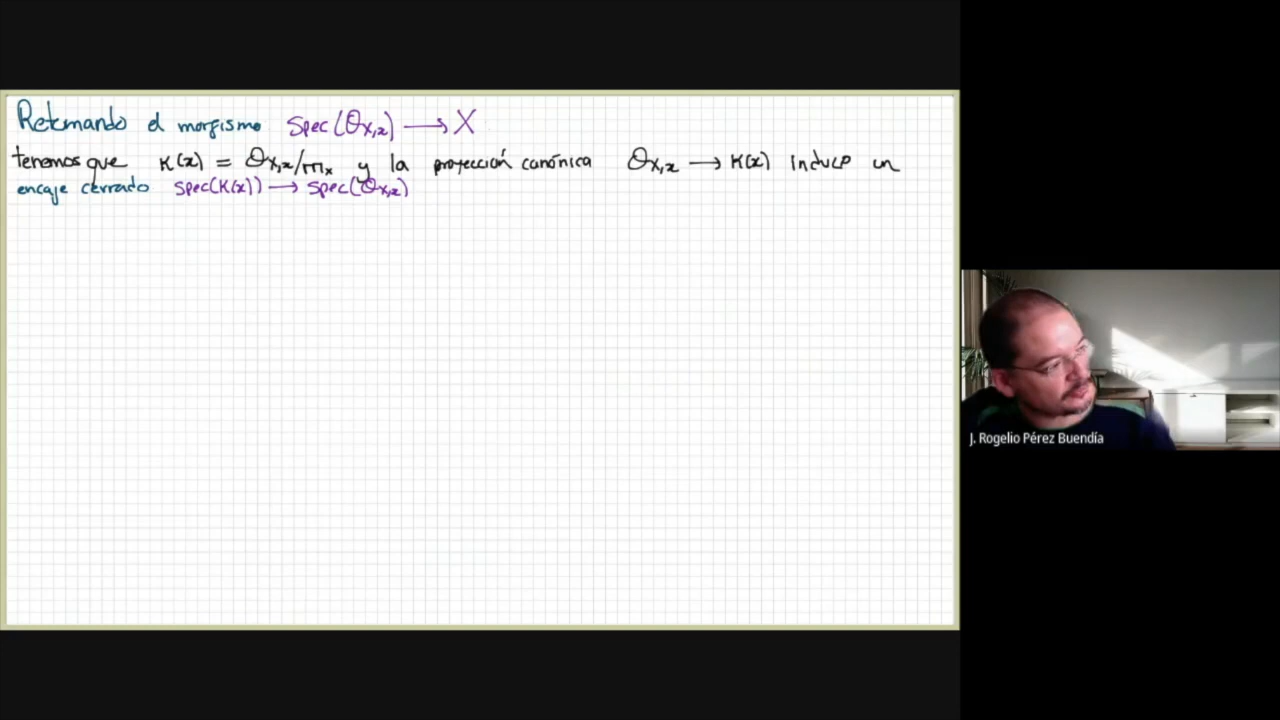 Retomando el morfismo Spec(𝒪X,x) ⟶ X
tenemos que κ(x) = 𝒪X,x/mx y la proyección canónica 𝒪X,x ⟶ κ(x) induce un
encaje cerrado Spec(κ(x)) ⟶ Spec(𝒪X,x)
J. Rogelio Pérez Buendía